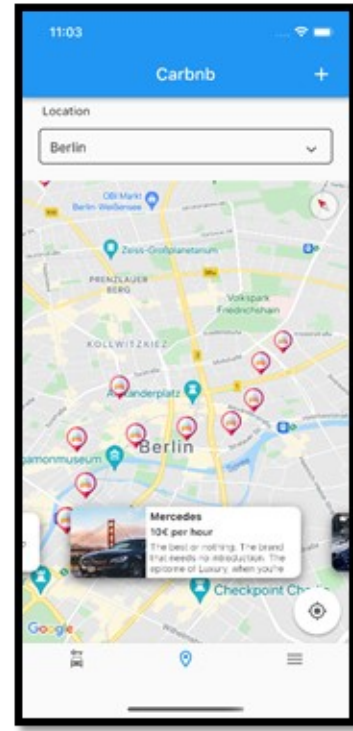 11:03
Carbnb +
Location
Berlin
OBI Markt
Berlin-Weißensee
Zeiss-Großplanetarium
PRENZLAUER
BERG
Volkspark
Friedrichshain
KOLLWITZKIEZ
Alexanderplatz
Berlin
amonmuseum
Mercedes
10€ per hour
The best or nothing. The brand
that needs no introduction. The
epitome of Luxury, when you're
Checkpoint Char
Google